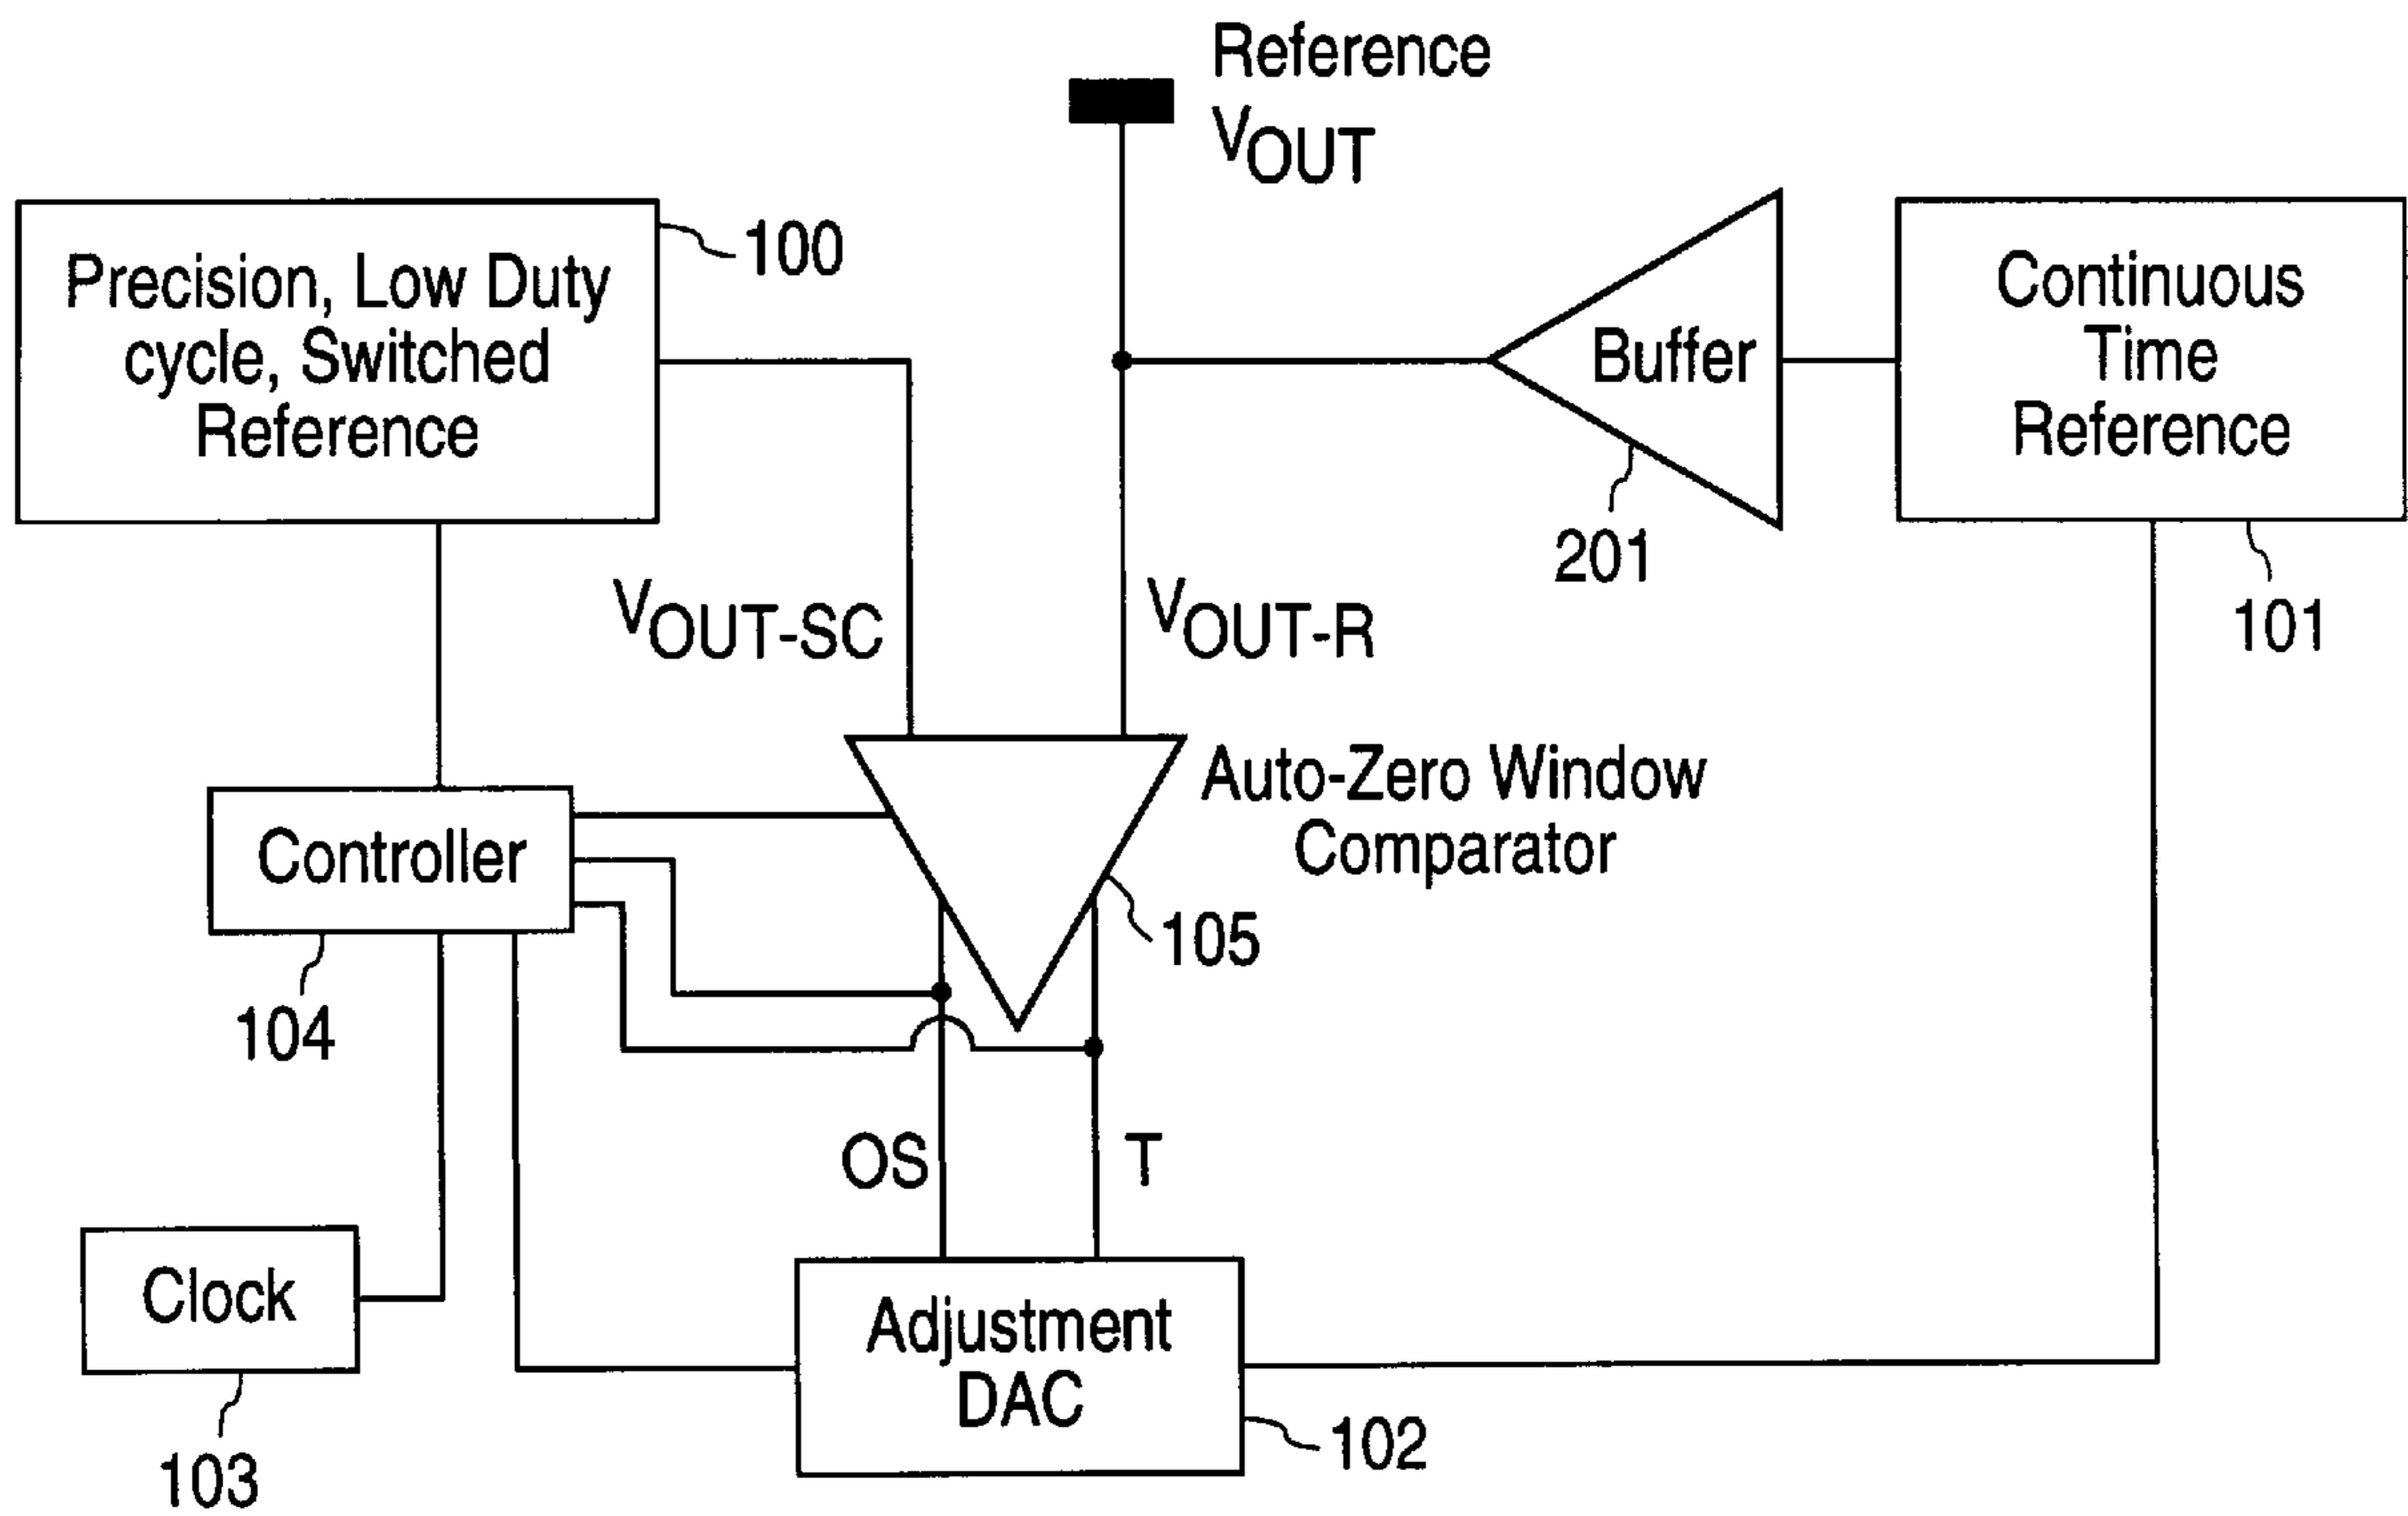 Reference
VOUT
100
Precision, Low Duty
cycle, Switched
Reference
Buffer
Continuous
Time
Reference
201
101
VOUT-SC
VOUT-R
Auto-Zero Window
Comparator
Controller
105
104
OS
T
Clock
Adjustment
DAC
102
103